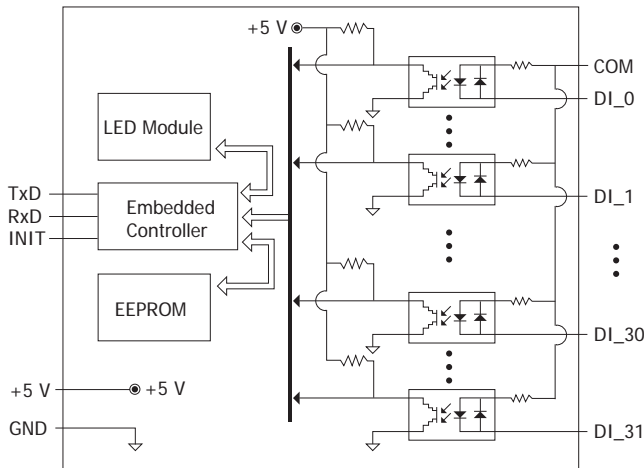 +5 V
COM
DI_0
LED Module
TxD
RxD
INIT
Embedded
Controller
DI_1
EEPROM
DI_30
+5 V
+5 V
GND
DI_31